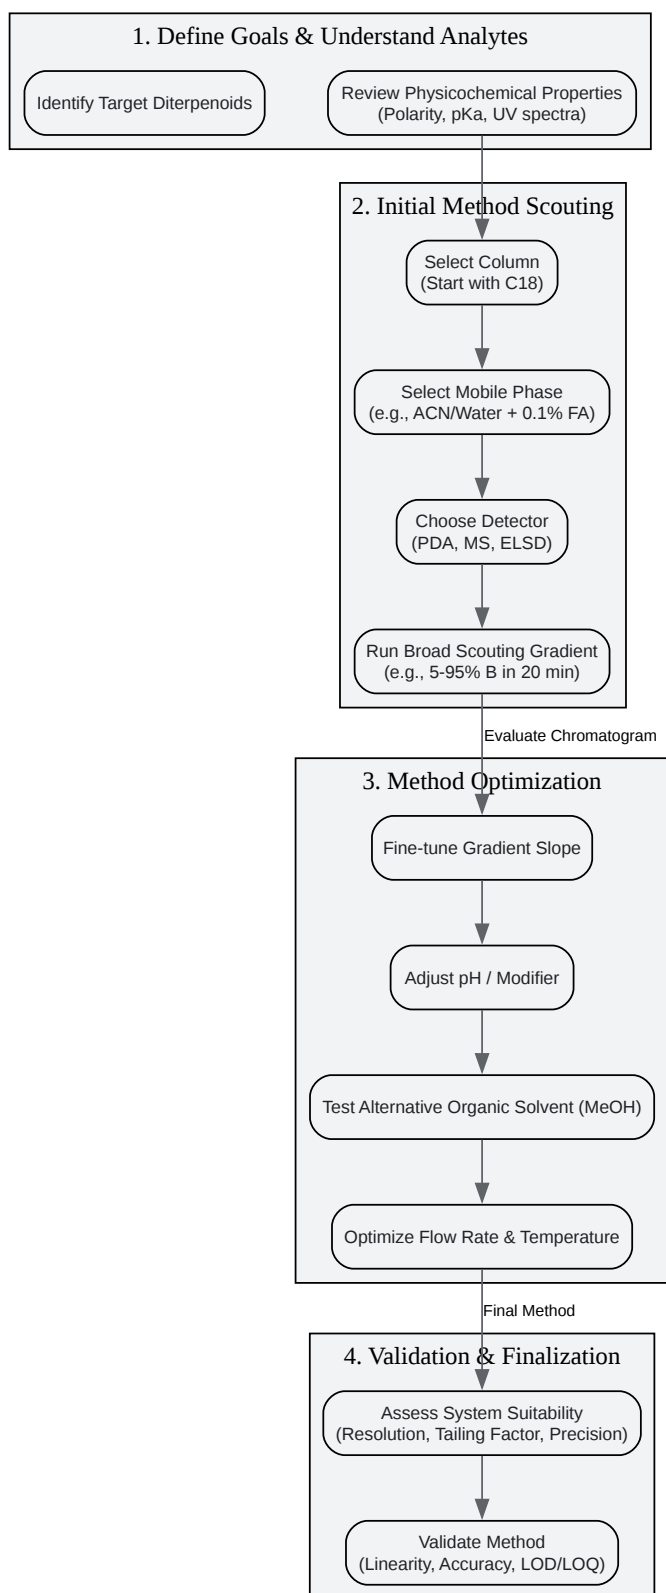 1. Define Goals & Understand Analytes
Identify Target Diterpenoids
Review Physicochemical Properties
(Polarity, pKa, UV spectra)
2. Initial Method Scouting
Select Column
(Start with C18)
Select Mobile Phase
(e.g., ACN/Water + 0.1% FA)
Choose Detector
(PDA, MS, ELSD)
Run Broad Scouting Gradient
(e.g., 5-95% B in 20 min)
Evaluate Chromatogram
3. Method Optimization
Fine-tune Gradient Slope
Adjust pH / Modifier
Test Alternative Organic Solvent (MeOH)
Optimize Flow Rate & Temperature
Final Method
4. Validation & Finalization
Assess System Suitability
(Resolution, Tailing Factor, Precision)
Validate Method
(Linearity, Accuracy, LOD/LOQ)